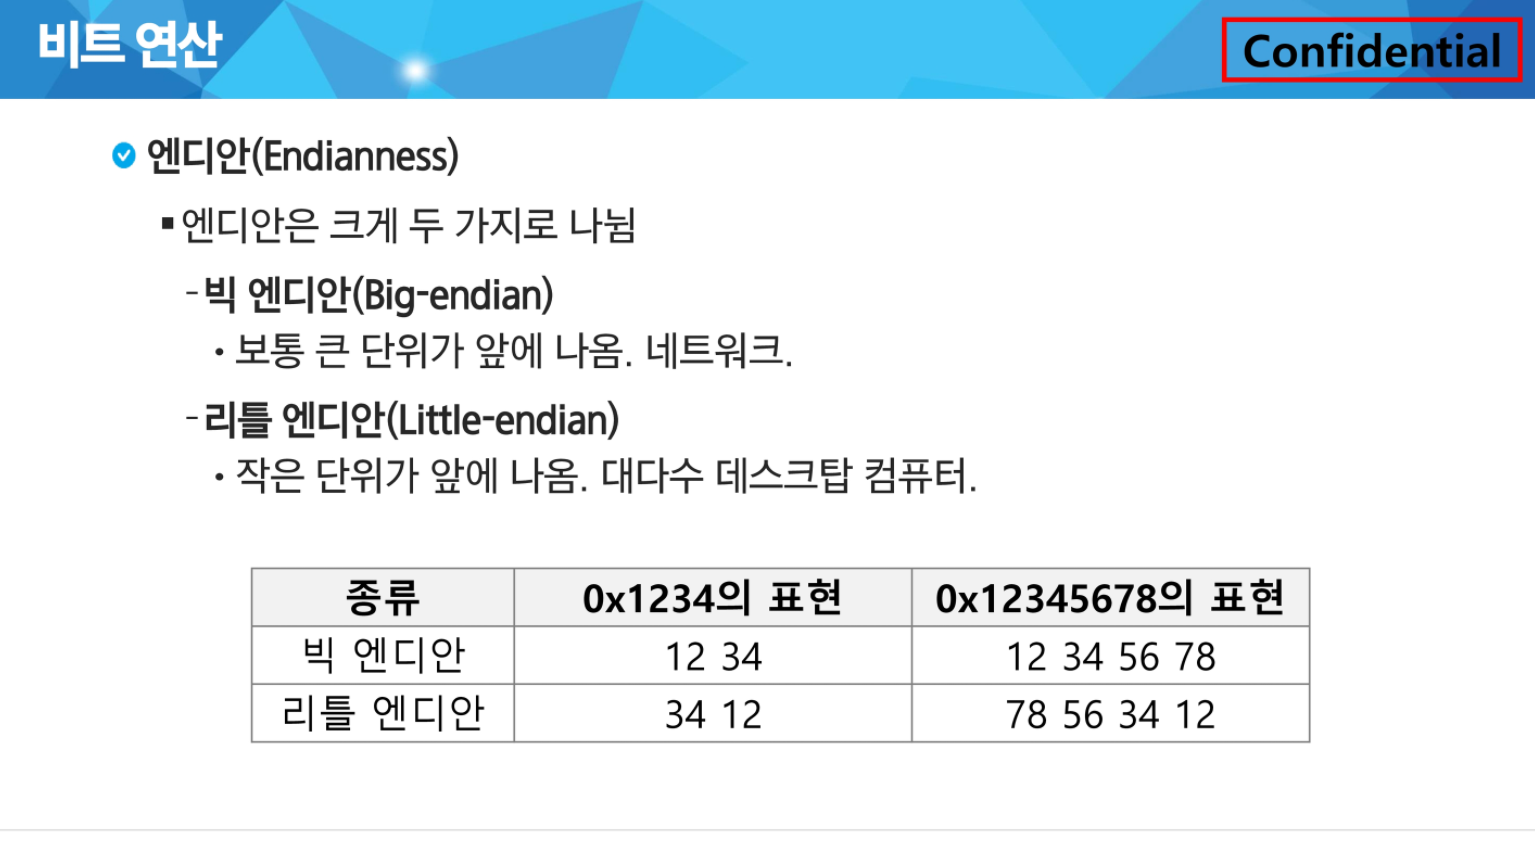 비트 연산
Confidential
엔디안(Endianness)
▪엔디안은 크게 두 가지로 나뉨
-빅 엔디안(Big-endian)
• 보통 큰 단위가 앞에 나옴. 네트워크.
-리틀 엔디안(Little-endian)
• 작은 단위가 앞에 나옴. 대다수 데스크탑 컴퓨터.
종류 0x1234의 표현 0x12345678의 표현
빅 엔디안 12 34 12 34 56 78
리틀 엔디안 34 12 78 56 34 12